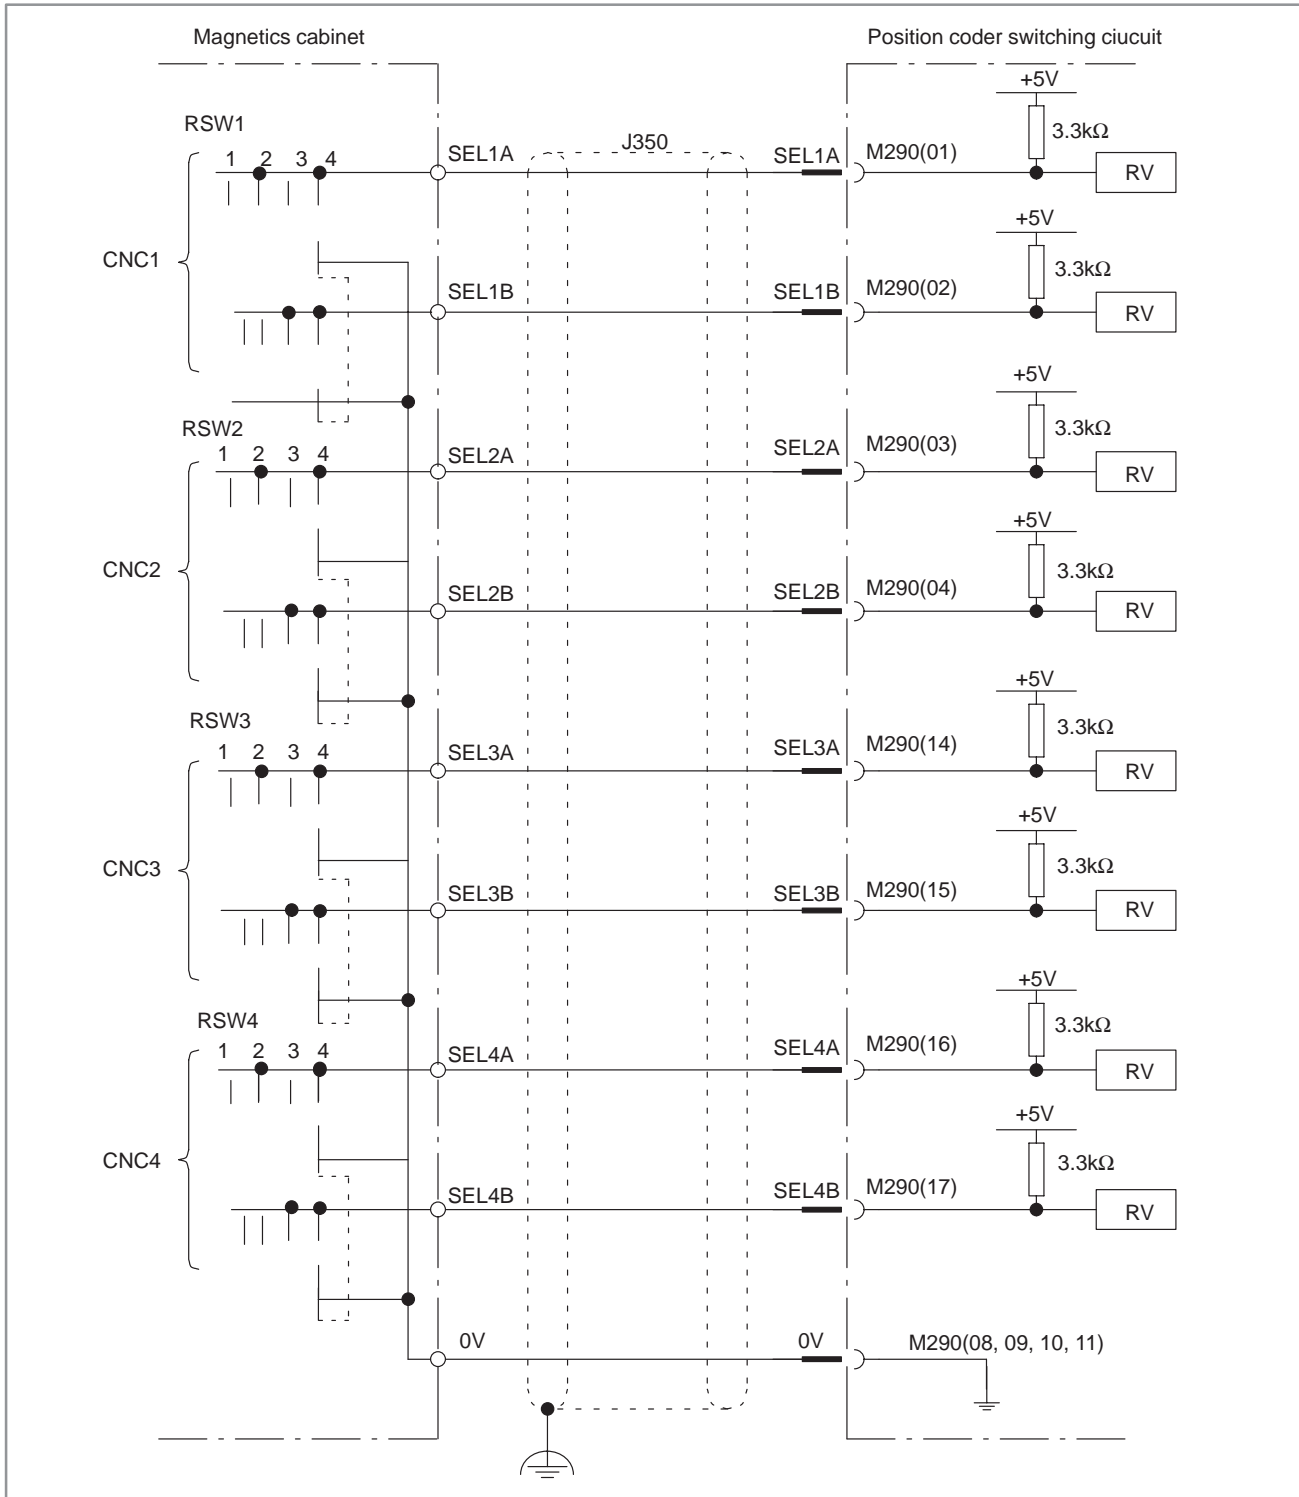 Magnetics cabinet
Position coder switching ciucuit
+5V
RSW1
3.3kΩ
1 2 3 4
SEL1A
J350
SEL1A
M290(01)
RV
+5V
CNC1
3.3kΩ
SEL1B
SEL1B
M290(02)
RV
+5V
RSW2
3.3kΩ
1 2 3 4
SEL2A
SEL2A
M290(03)
RV
+5V
CNC2
3.3kΩ
SEL2B
SEL2B
M290(04)
RV
+5V
RSW3
3.3kΩ
1 2 3 4
SEL3A
SEL3A
M290(14)
RV
+5V
CNC3
3.3kΩ
SEL3B
SEL3B
M290(15)
RV
+5V
RSW4
3.3kΩ
1 2 3 4
SEL4A
SEL4A
M290(16)
RV
+5V
CNC4
3.3kΩ
SEL4B
SEL4B
M290(17)
RV
0V
0V
M290(08, 09, 10, 11)